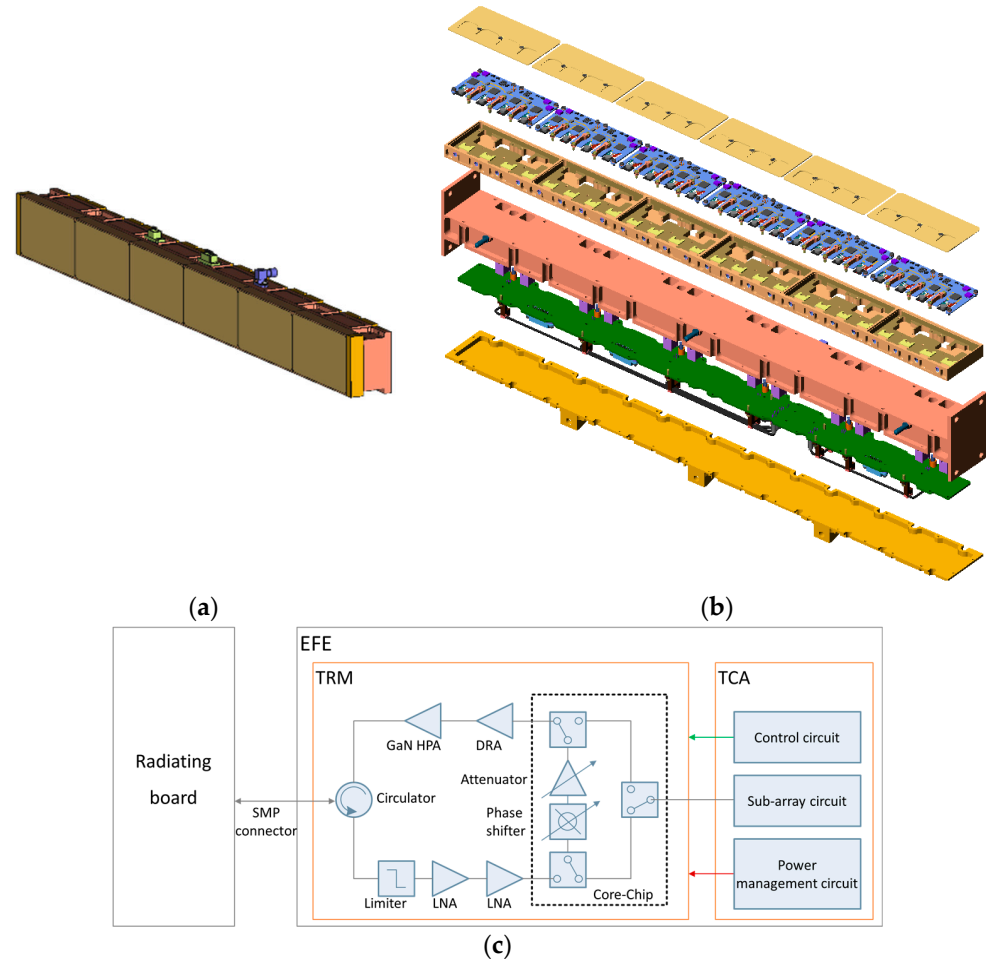 (a)
(b)
EFE
TRM
TCA
GaN HPA
DRA
Control circuit
Radiating
board
Attenuator
Circulator
SMP
connector
Phase
shifter
Sub-array circuit
Power
management circuit
Limiter
LNA
LNA
Core-Chip
(c)